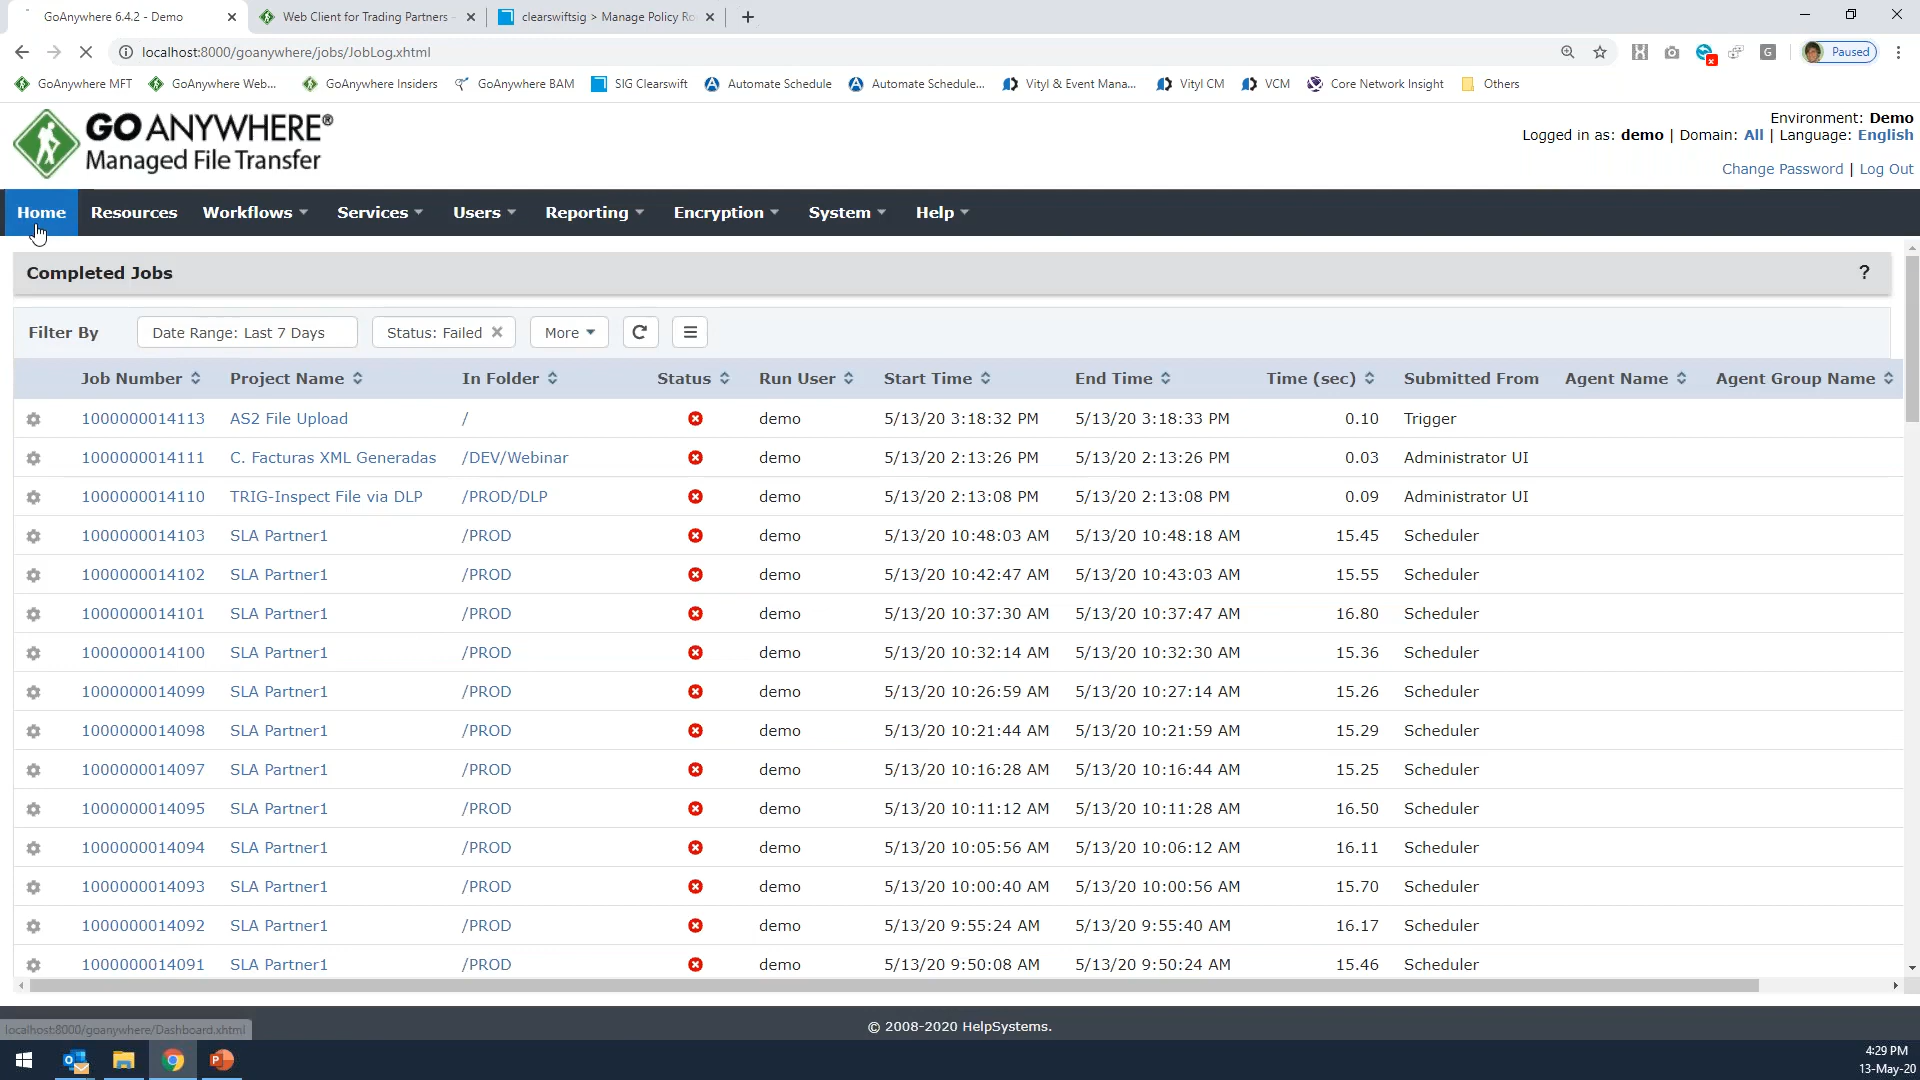 GoAnywhere 6.4.2 - Demo
Web Client for Trading Partners -
clearswiftsig > Manage Policy Ro
localhost:8000/goanywhere/jobs/JobLog.xhtml
Paused
GoAnywhere MFT
GoAnywhere Web...
GoAnywhere Insiders
GoAnywhere BAM
SIG Clearswift
Automate Schedule
Automate Schedule...
Vityl & Event Mana...
Vityl CM
VCM
Core Network Insight
Others
GO ANYWHERE®
Managed File Transfer
Environment: Demo
Logged in as: demo | Domain: All | Language: English
Change Password | Log Out
Home Resources Workflows Services Users Reporting Encryption System Help
Completed Jobs ?
Filter By Date Range: Last 7 Days Status: Failed More
Job Number Project Name In Folder Status Run User Start Time End Time Time (sec) Submitted From Agent Name Agent Group Name
1000000014113 AS2 File Upload / demo 5/13/20 3:18:32 PM 5/13/20 3:18:33 PM 0.10 Trigger
1000000014111 C. Facturas XML Generadas /DEV/Webinar demo 5/13/20 2:13:26 PM 5/13/20 2:13:26 PM 0.03 Administrator UI
1000000014110 TRIG-Inspect File via DLP /PROD/DLP demo 5/13/20 2:13:08 PM 5/13/20 2:13:08 PM 0.09 Administrator UI
1000000014103 SLA Partner1 /PROD demo 5/13/20 10:48:03 AM 5/13/20 10:48:18 AM 15.45 Scheduler
1000000014102 SLA Partner1 /PROD demo 5/13/20 10:42:47 AM 5/13/20 10:43:03 AM 15.55 Scheduler
1000000014101 SLA Partner1 /PROD demo 5/13/20 10:37:30 AM 5/13/20 10:37:47 AM 16.80 Scheduler
1000000014100 SLA Partner1 /PROD demo 5/13/20 10:32:14 AM 5/13/20 10:32:30 AM 15.36 Scheduler
1000000014099 SLA Partner1 /PROD demo 5/13/20 10:26:59 AM 5/13/20 10:27:14 AM 15.26 Scheduler
1000000014098 SLA Partner1 /PROD demo 5/13/20 10:21:44 AM 5/13/20 10:21:59 AM 15.29 Scheduler
1000000014097 SLA Partner1 /PROD demo 5/13/20 10:16:28 AM 5/13/20 10:16:44 AM 15.25 Scheduler
1000000014095 SLA Partner1 /PROD demo 5/13/20 10:11:12 AM 5/13/20 10:11:28 AM 16.50 Scheduler
1000000014094 SLA Partner1 /PROD demo 5/13/20 10:05:56 AM 5/13/20 10:06:12 AM 16.11 Scheduler
1000000014093 SLA Partner1 /PROD demo 5/13/20 10:00:40 AM 5/13/20 10:00:56 AM 15.70 Scheduler
1000000014092 SLA Partner1 /PROD demo 5/13/20 9:55:24 AM 5/13/20 9:55:40 AM 16.17 Scheduler
1000000014091 SLA Partner1 /PROD demo 5/13/20 9:50:08 AM 5/13/20 9:50:24 AM 15.46 Scheduler
© 2008-2020 HelpSystems.
localhost:8000/goanywhere/Dashboard.xhtml
4:29 PM
13-May-20